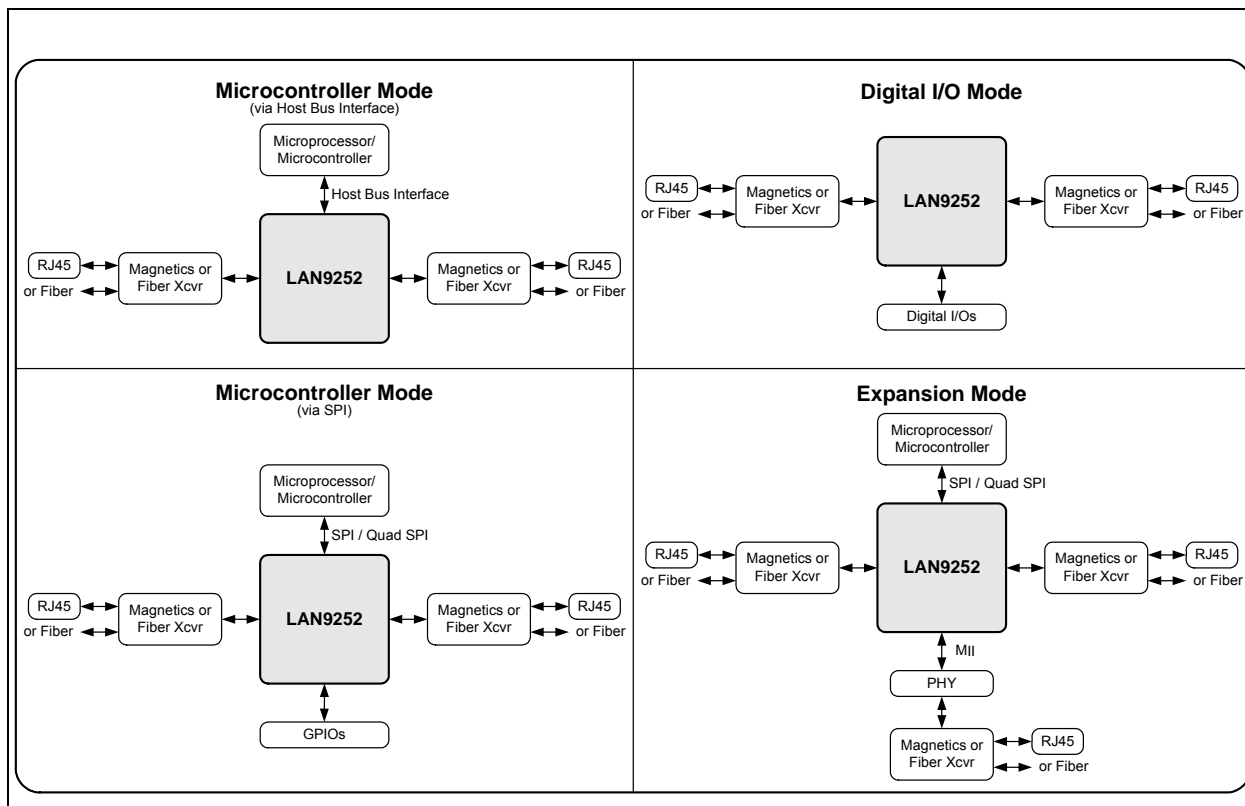 Microcontroller Mode
(via Host Bus Interface)
Microprocessor/
Microcontroller
Host Bus Interface
LAN9252
RJ45
or Fiber
Magnetics or
Fiber Xcvr
Magnetics or
Fiber Xcvr
RJ45
or Fiber
Digital I/O Mode
LAN9252
RJ45
or Fiber
Magnetics or
Fiber Xcvr
Magnetics or
Fiber Xcvr
RJ45
or Fiber
Digital I/Os
Microcontroller Mode
(via SPI)
Microprocessor/
Microcontroller
SPI / Quad SPI
LAN9252
RJ45
or Fiber
Magnetics or
Fiber Xcvr
Magnetics or
Fiber Xcvr
RJ45
or Fiber
GPIOs
Expansion Mode
Microprocessor/
Microcontroller
SPI / Quad SPI
LAN9252
RJ45
or Fiber
Magnetics or
Fiber Xcvr
Magnetics or
Fiber Xcvr
RJ45
or Fiber
MII
PHY
Magnetics or
Fiber Xcvr
RJ45
or Fiber